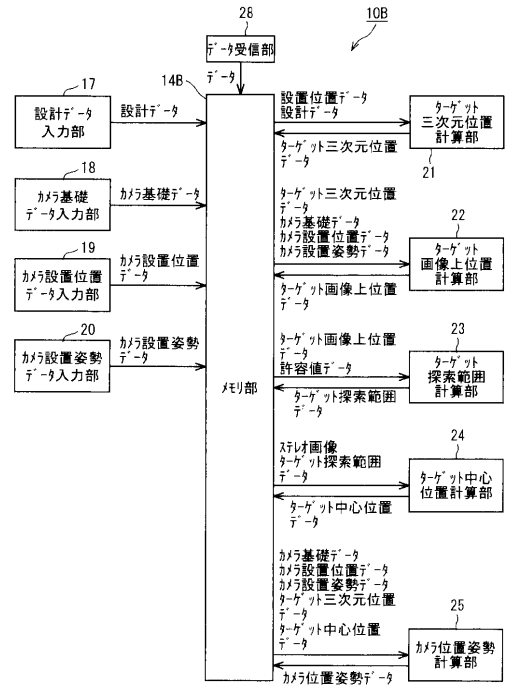 10B
28
データ受信部
データ
14B
17
設計データ
入力部
設計データ
18
カメラ基礎
データ入力部
カメラ基礎データ
19
カメラ設置位置
データ入力部
カメラ設置位置
データ
20
カメラ設置姿勢
データ入力部
カメラ設置姿勢
データ
メモリ部
設置位置データ
設計データ
ターゲット三次元位置
データ
ターゲット
三次元位置
計算部
21
ターゲット三次元位置
データ
カメラ基礎データ
カメラ設置位置データ
カメラ設置姿勢データ
ターゲット画像上位置
データ
22
ターゲット
画像上位置
計算部
ターゲット画像上位置
データ
許容値データ
ターゲット探索範囲
データ
23
ターゲット
探索範囲
計算部
ステレオ画像
ターゲット探索範囲
データ
ターゲット中心位置
データ
24
ターゲット中心
位置計算部
カメラ基礎データ
カメラ設置位置データ
カメラ設置姿勢データ
ターゲット三次元位置
データ
ターゲット中心位置
データ
カメラ位置姿勢データ
25
カメラ位置姿勢
計算部